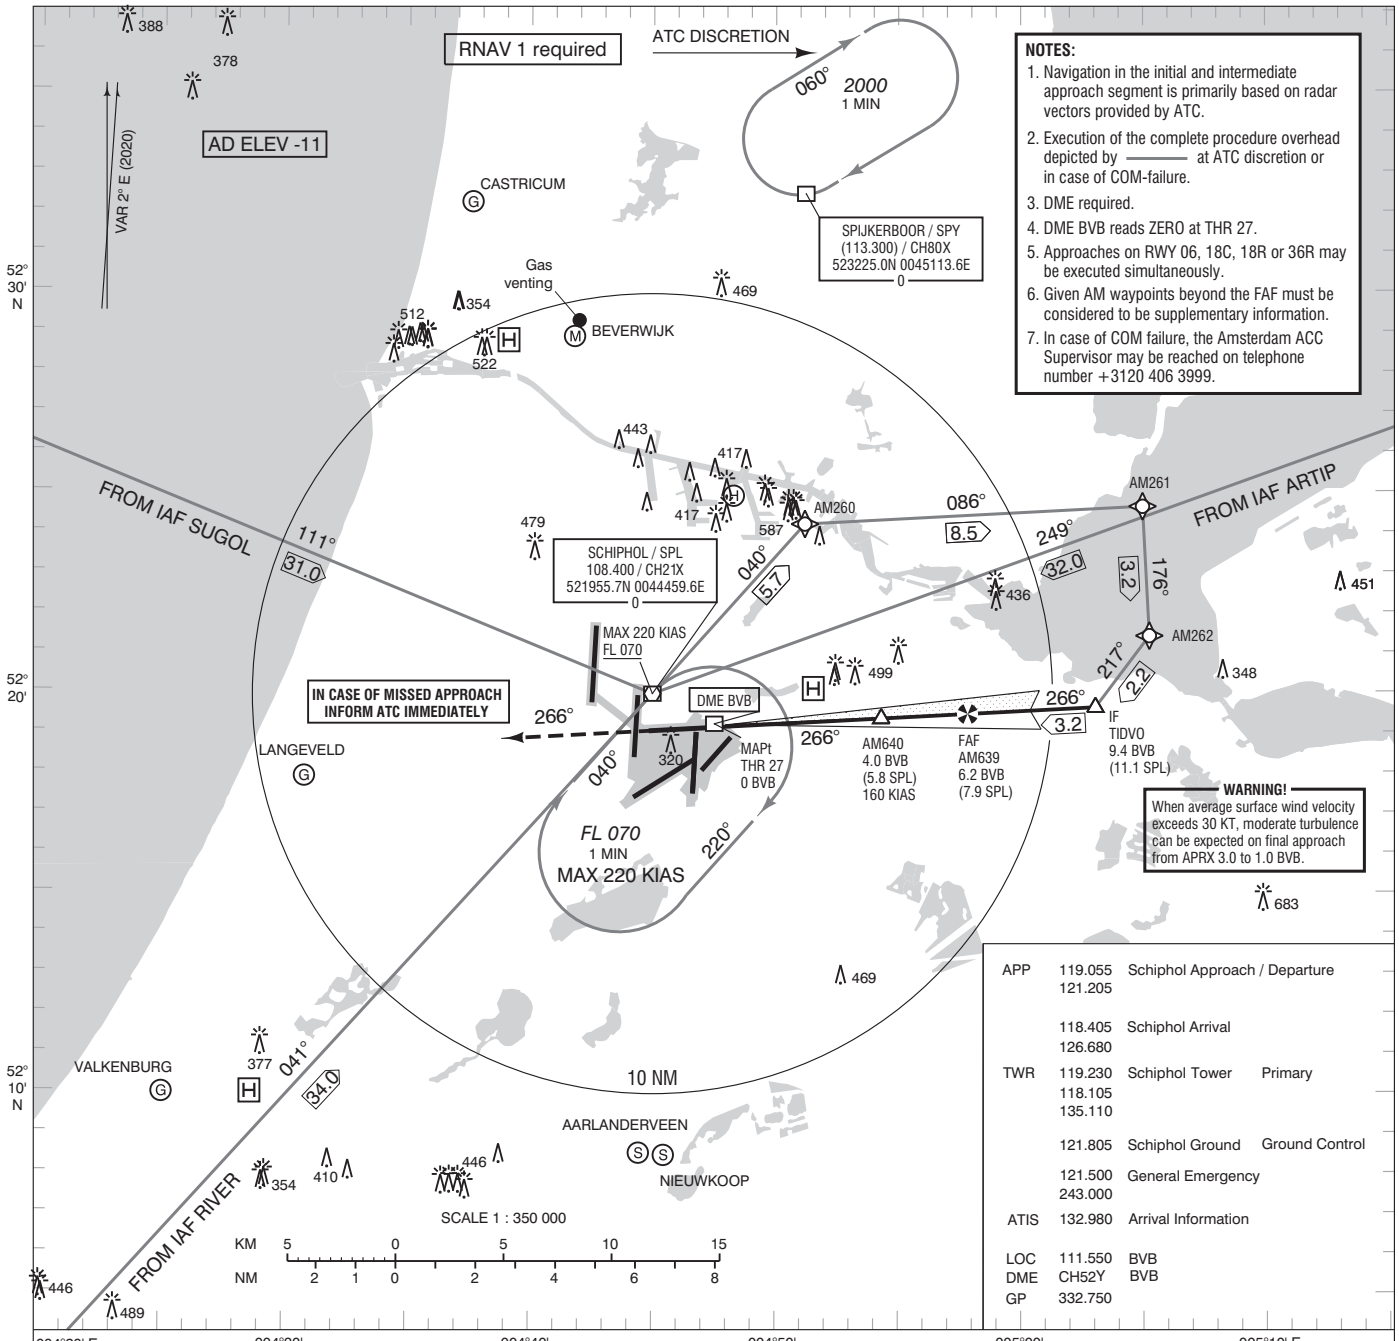 388
378
RNAV 1 required
ATC DISCRETION
060°
2000
1 MIN
AD ELEV -11
VAR 2° E (2020)
CASTRICUM
G
SPIJKERBOOR / SPY
(113.300) / CH80X
523225.0N 0045113.6E
0
NOTES:
1. Navigation in the initial and intermediate
approach segment is primarily based on radar
vectors provided by ATC.
2. Execution of the complete procedure overhead
depicted by at ATC discretion or
in case of COM-failure.
3. DME required.
4. DME BVB reads ZERO at THR 27.
5. Approaches on RWY 06, 18C, 18R or 36R may
be executed simultaneously.
6. Given AM waypoints beyond the FAF must be
considered to be supplementary information.
7. In case of COM failure, the Amsterdam ACC
Supervisor may be reached on telephone
number +3120 406 3999.
52°
30'
N
Gas
venting
469
354
512
522
H
M
BEVERWIJK
443
417
H
417
587
AM260
086°
8.5
AM261
FROM IAF ARTIP
249°
32.0
FROM IAF SUGOL
111°
31.0
479
SCHIPHOL / SPL
108.400 / CH21X
521955.7N 0044459.6E
0
040°
5.7
3.2
176°
436
451
AM262
217°
2.2
348
MAX 220 KIAS
FL 070
499
H
52°
20'
N
IN CASE OF MISSED APPROACH
INFORM ATC IMMEDIATELY
266°
DME BVB
266°
266°
3.2
IF
TIDVO
9.4 BVB
(11.1 SPL)
320
MAPt
THR 27
0 BVB
AM640
4.0 BVB
(5.8 SPL)
160 KIAS
FAF
AM639
6.2 BVB
(7.9 SPL)
LANGEVELD
G
040°
220°
FL 070
1 MIN
MAX 220 KIAS
WARNING!
When average surface wind velocity
exceeds 30 KT, moderate turbulence
can be expected on final approach
from APRX 3.0 to 1.0 BVB.
683
469
APP 119.055 Schiphol Approach / Departure
121.205
118.405 Schiphol Arrival
126.680
TWR 119.230 Schiphol Tower Primary
118.105
135.110
121.805 Schiphol Ground Ground Control
121.500 General Emergency
243.000
ATIS 132.980 Arrival Information
LOC 111.550 BVB
DME CH52Y BVB
GP 332.750
377
VALKENBURG
G
H
041°
34.0
52°
10'
N
10 NM
AARLANDERVEEN
S
S
NIEUWKOOP
354
410
446
FROM IAF RIVER
446
489
SCALE 1 : 350 000
KM 5 0 5 10 15
NM 2 1 0 2 4 6 8